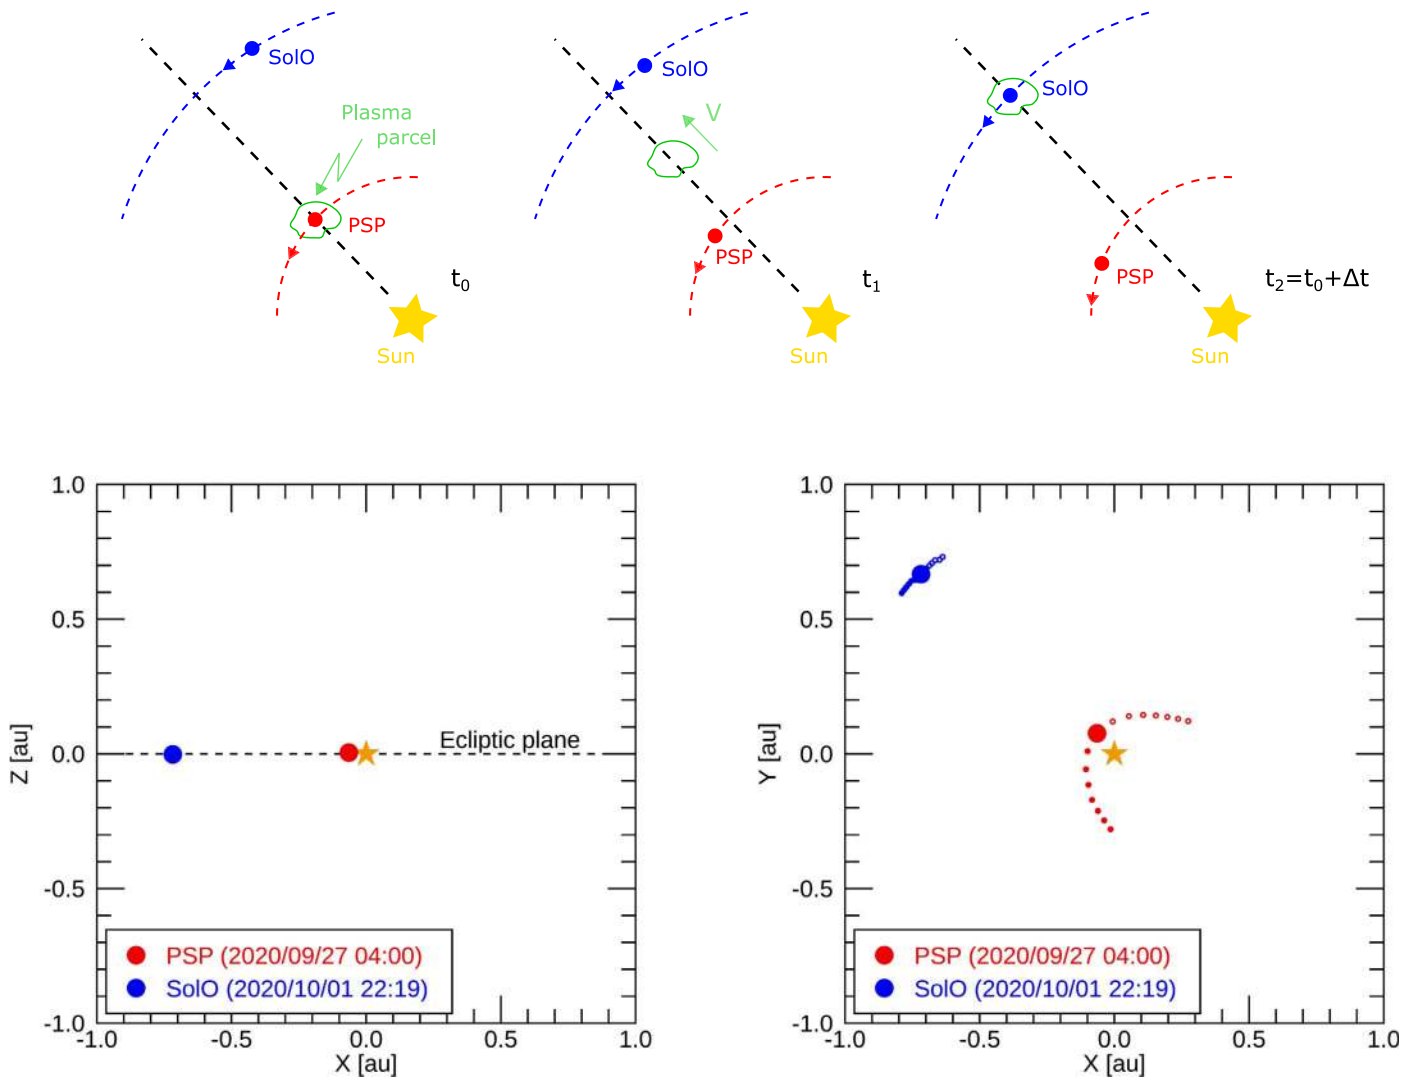 SolO
Plasma
parcel
PSP
t0
Sun
SolO
V
PSP
t1
Sun
SolO
PSP
t2=t0+Δt
Sun
1.0
0.5
0.0
-0.5
-1.0
Z [au]
Ecliptic plane
PSP (2020/09/27 04:00)
SolO (2020/10/01 22:19)
-1.0 -0.5 0.0 0.5 1.0
X [au]
1.0
0.5
0.0
-0.5
-1.0
Y [au]
PSP (2020/09/27 04:00)
SolO (2020/10/01 22:19)
-1.0 -0.5 0.0 0.5 1.0
X [au]